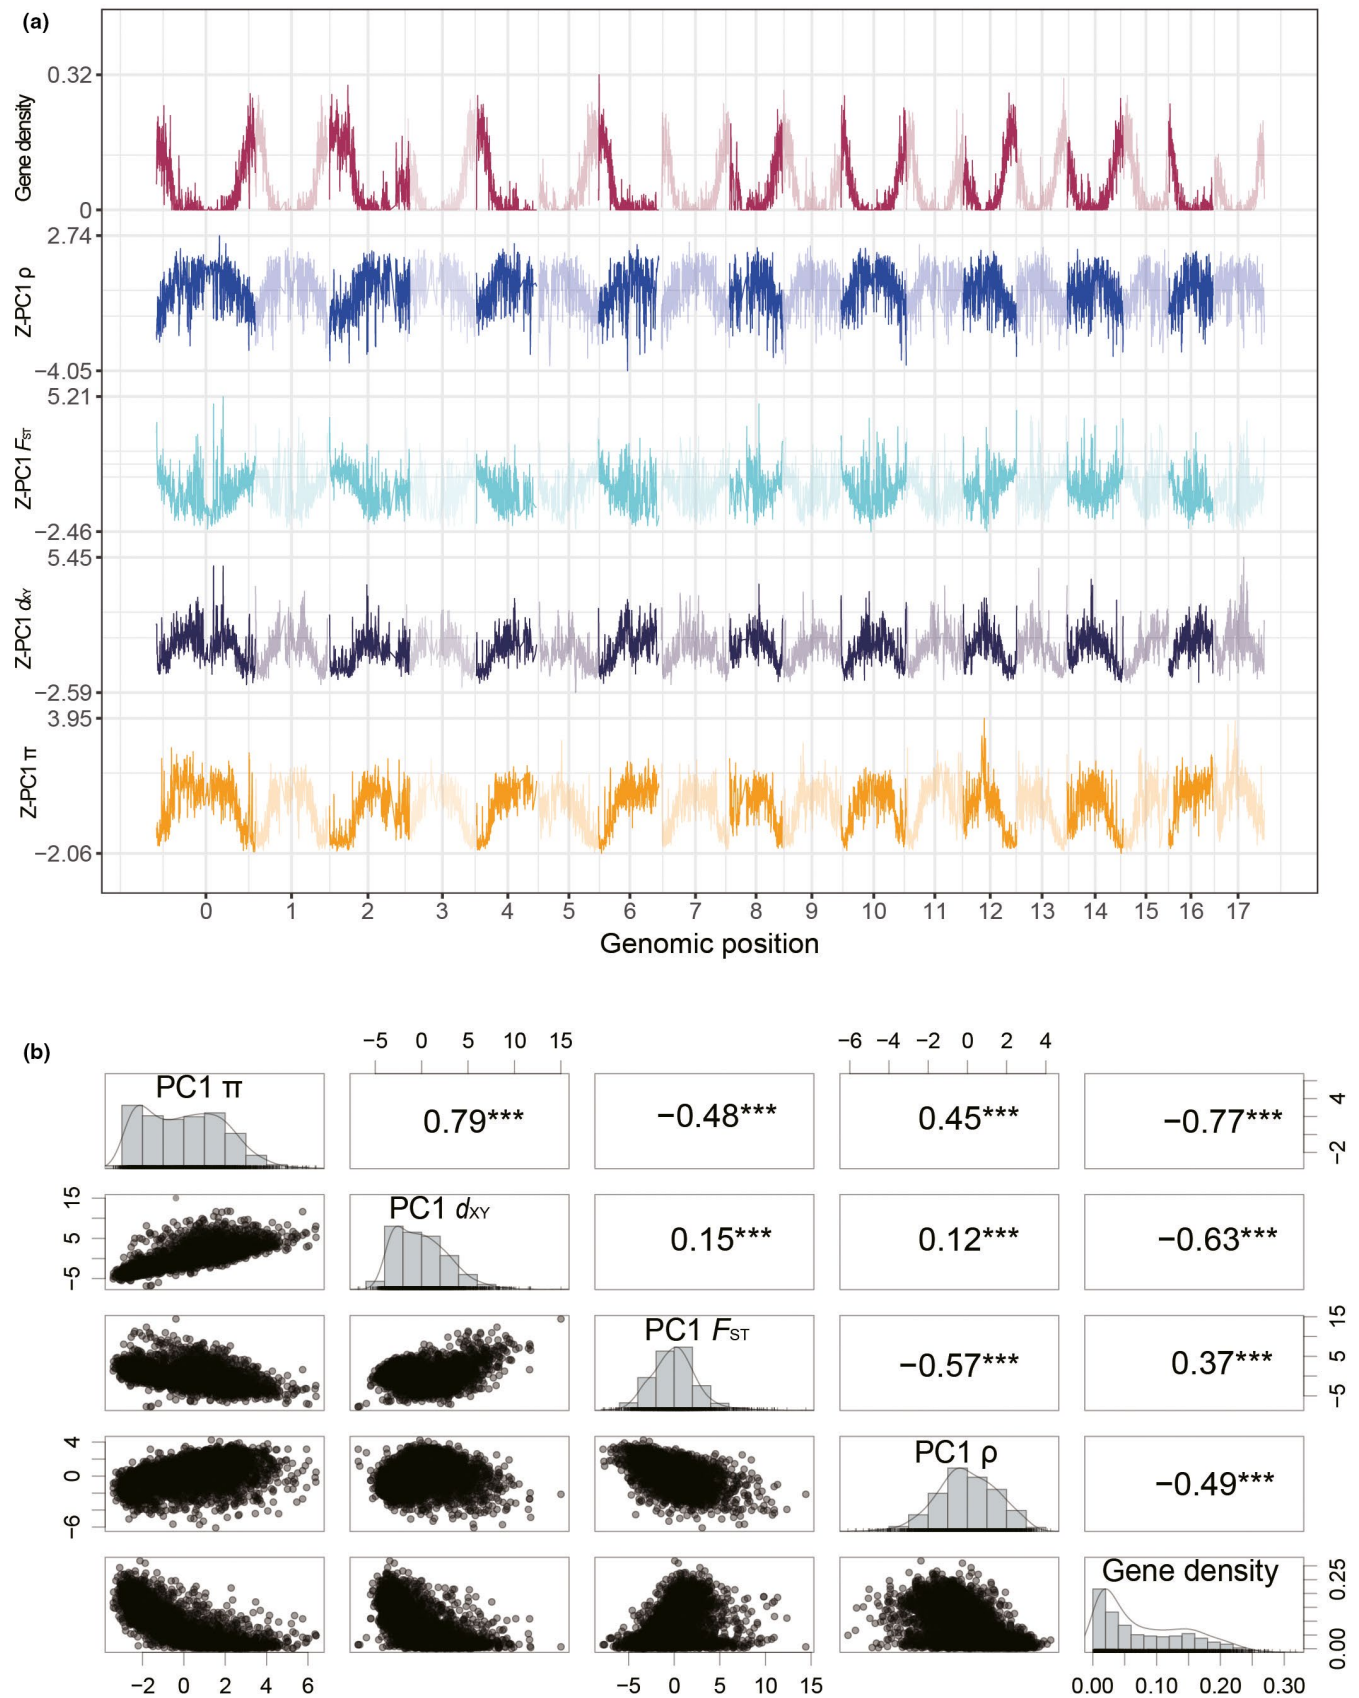 (a)
Gene density
0.32
0
Z-PC1 ρ
2.74
−4.05
Z-PC1 FST
5.21
−2.46
Z-PC1 dXY
5.45
−2.59
Z-PC1 π
3.95
−2.06
0 1 2 3 4 5 6 7 8 9 10 11 12 13 14 15 16 17
Genomic position
(b)
−5 0 5 10 15 −6 −4 −2 0 2 4
PC1 π 0.79*** −0.48*** 0.45*** −0.77*** 4 −2
15 5 −5 PC1 dXY 0.15*** 0.12*** −0.63***
PC1 FST −0.57*** 0.37*** 15 5 −5
4 0 −6 PC1 ρ −0.49***
Gene density 0.25 0.00
−2 0 2 4 6 −5 0 5 10 15 0.00 0.10 0.20 0.30